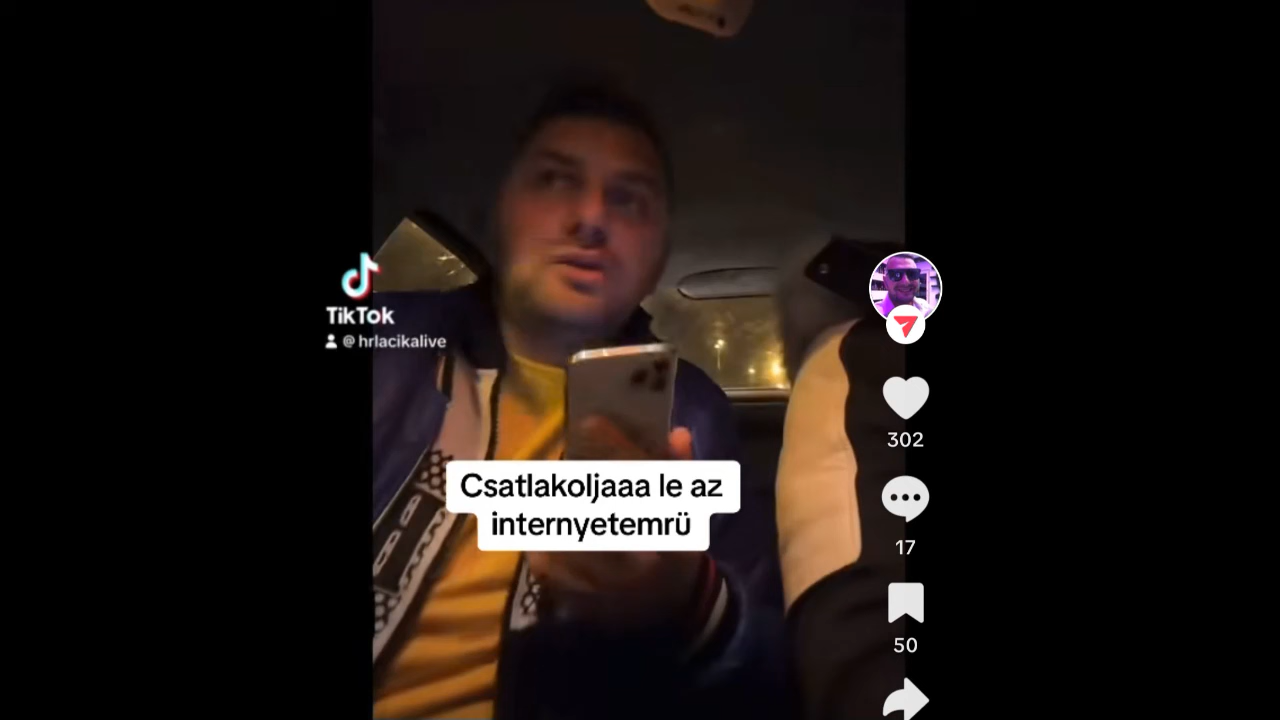 TikTok
@ hrlacikalive
Csatlakoljaaa le az
internyetemrü
302
17
50